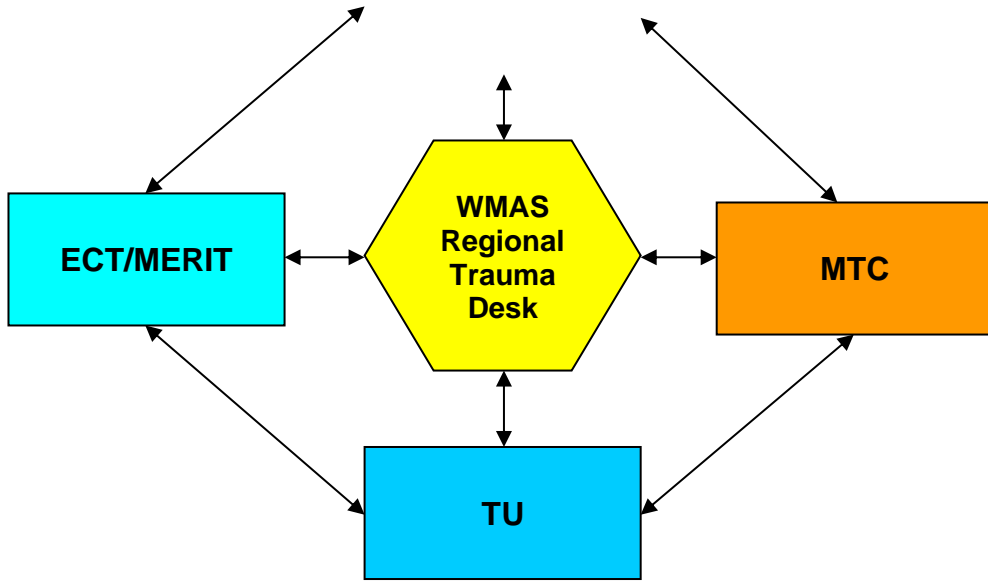 WMAS
Regional
Trauma
Desk
ECT/MERIT
MTC
TU